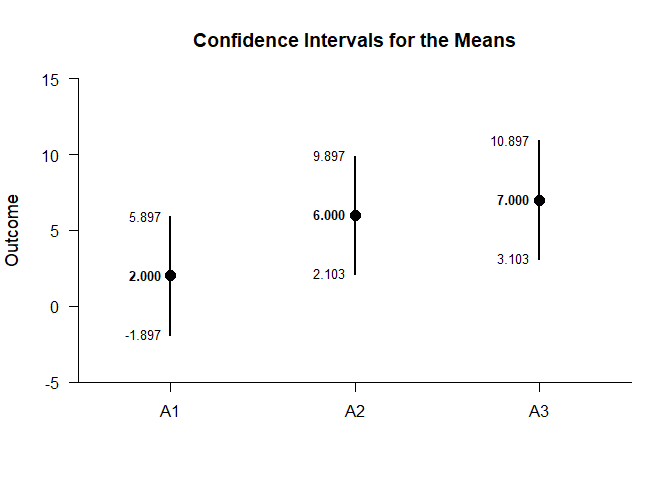 Confidence Intervals for the Means
Outcome
15
10
5
0
-5
5.897
2.000
-1.897
9.897
6.000
2.103
10.897
7.000
3.103
A1
A2
A3